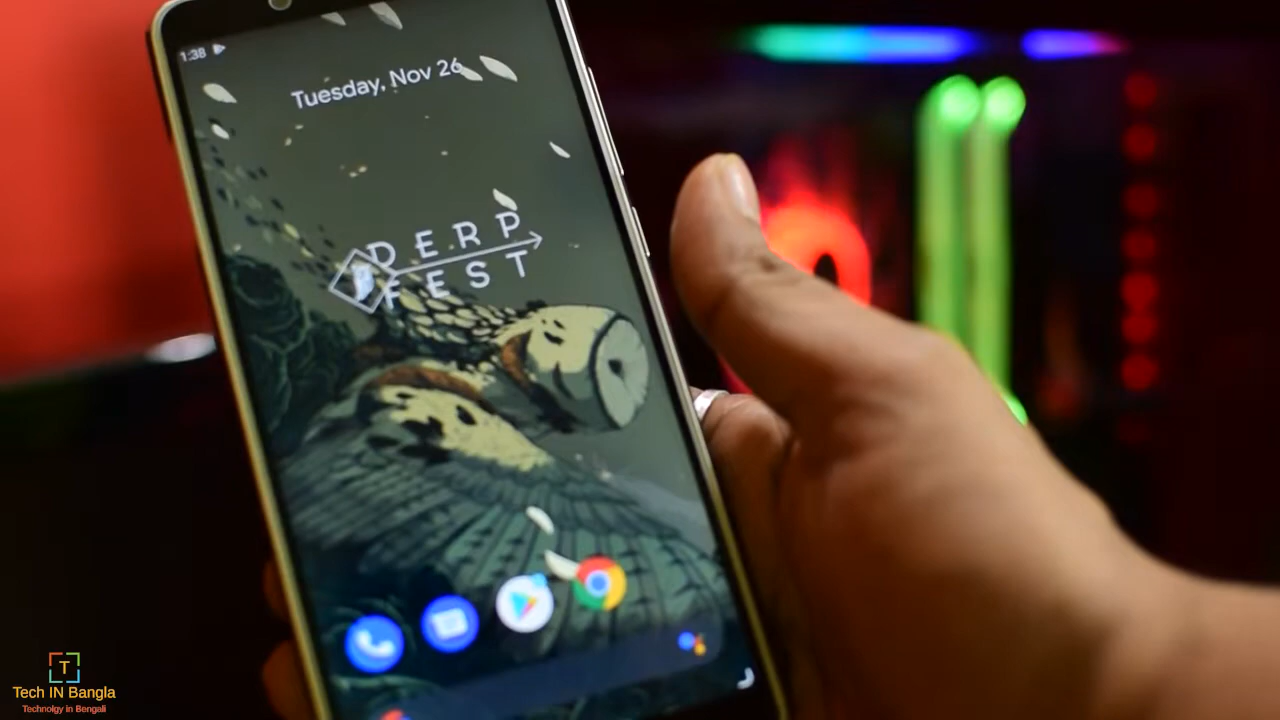 1:38
Tuesday, Nov 26
DERP
FEST
T
Tech IN Bangla
Technolgy in Bengali